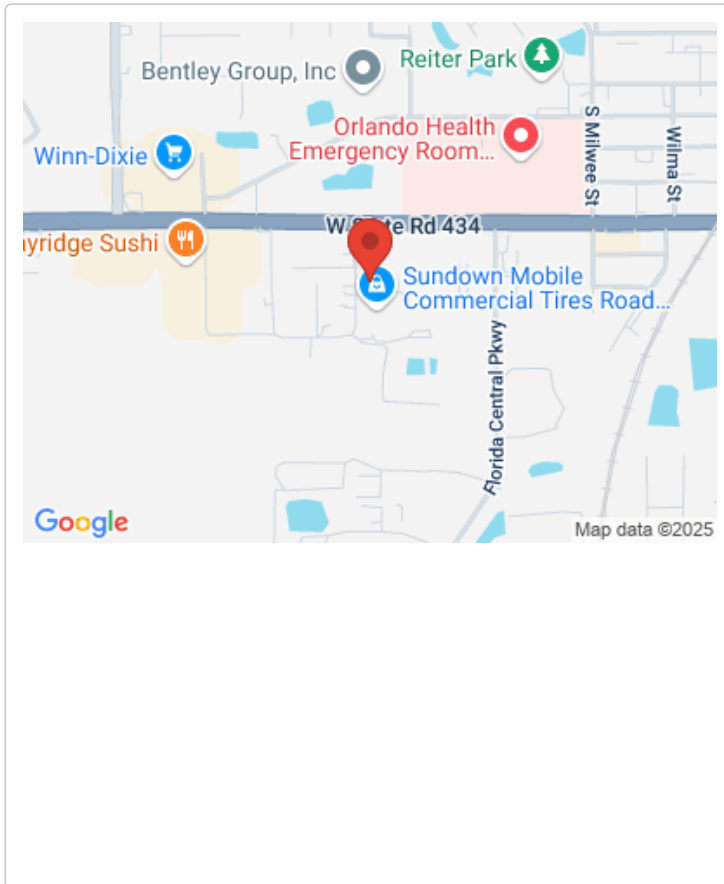 Bentley Group, Inc
Reiter Park
Orlando Health
Emergency Room...
S Milwee St
Wilma St
Winn-Dixie
W State Rd 434
ayridge Sushi
Sundown Mobile
Commercial Tires Road...
Florida Central Pkwy
Google
Map data ©2025